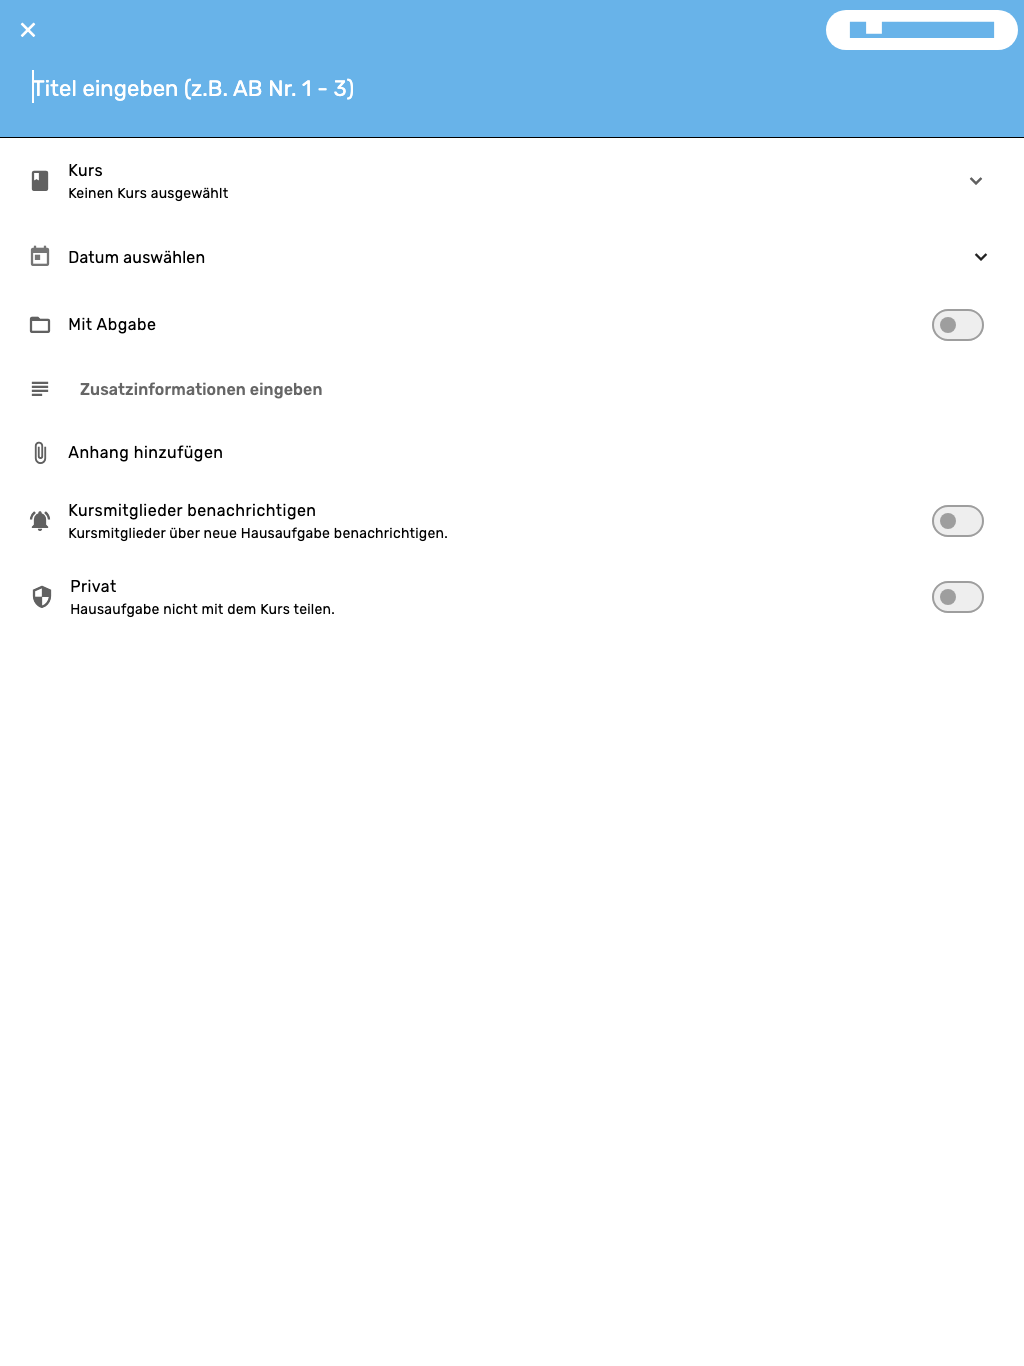 Titel eingeben (z.B. AB Nr. 1 - 3)
Kurs
Keinen Kurs ausgewählt
Datum auswählen
Mit Abgabe
Zusatzinformationen eingeben
Anhang hinzufügen
Kursmitglieder benachrichtigen
Kursmitglieder über neue Hausaufgabe benachrichtigen.
Privat
Hausaufgabe nicht mit dem Kurs teilen.